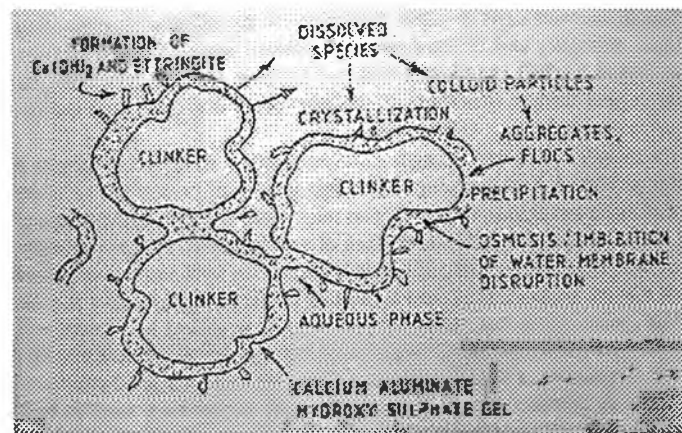 FORMATION OF
Ca(OH)2 AND ETTRINGITE
DISSOLVED
SPECIES
COLLOID PARTICLES
CRYSTALLIZATION
AGGREGATES,
FLOCS
CLINKER
CLINKER
PRECIPITATION
OSMOSIS / IMBIBITION
OF WATER, MEMBRANE
DISRUPTION
CLINKER
AQUEOUS PHASE
CALCIUM ALUMINATE
HYDROXY SULPHATE GEL